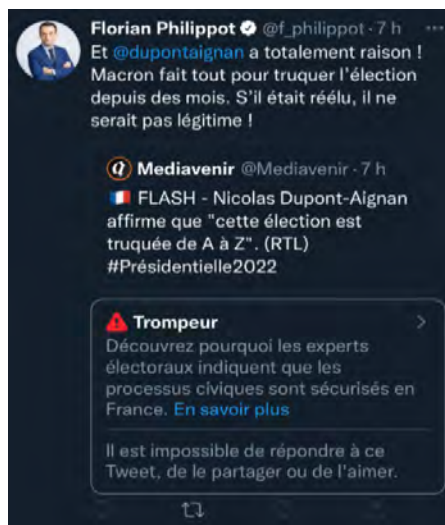 Florian Philippot @f_philippot · 7 h ...
Et @dupontaignan a totalement raison !
Macron fait tout pour truquer l'élection
depuis des mois. S'il était réélu, il ne
serait pas légitime !
Mediavenir @Mediavenir · 7 h
FLASH - Nicolas Dupont-Aignan
affirme que "cette élection est
truquée de A à Z". (RTL)
#Présidentielle2022
Trompeur
Découvrez pourquoi les experts
électoraux indiquent que les
processus civiques sont sécurisés en
France. En savoir plus
Il est impossible de répondre à ce
Tweet, de le partager ou de l'aimer.